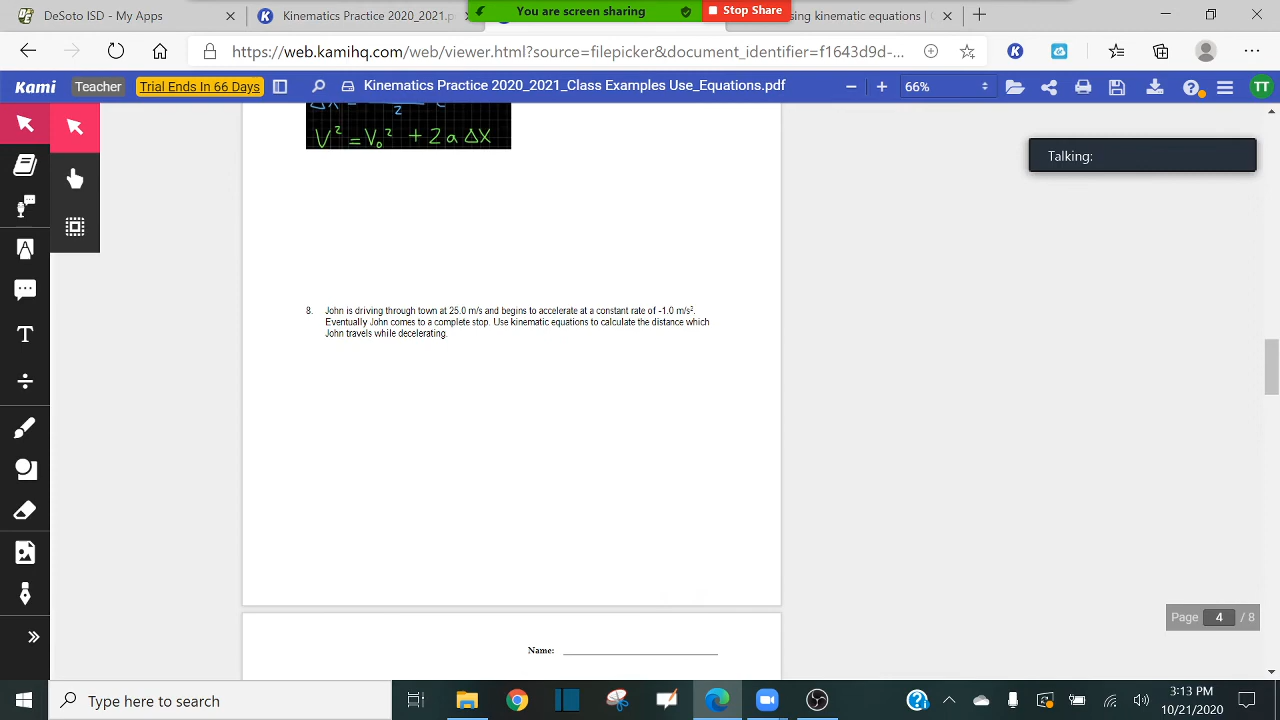 Denton ISD - My Apps
Kinematics Practice 2020_2021.p
You are screen sharing
Stop Share
sing kinematic equations |
https://web.kamihq.com/web/viewer.html?source=filepicker&document_identifier=f1643d9d-...
Kami
Teacher
Trial Ends In 66 Days
Kinematics Practice 2020_2021_Class Examples Use_Equations.pdf
66%
TT
V² = V₀² + 2 a ΔX
Talking:
8. John is driving through town at 25.0 m/s and begins to accelerate at a constant rate of -1.0 m/s².
Eventually John comes to a complete stop. Use kinematic equations to calculate the distance which
John travels while decelerating.
Page 4 / 8
Name:
Type here to search
3:13 PM
10/21/2020